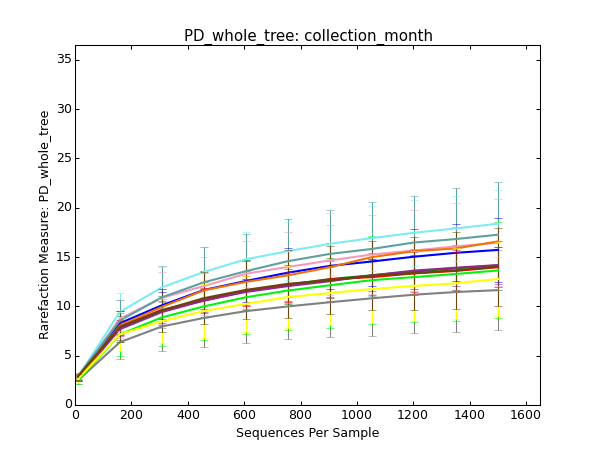 PD_whole_tree: collection_month
35
30
25
20
15
10
5
0
Rarefaction Measure: PD_whole_tree
0 200 400 600 800 1000 1200 1400 1600
Sequences Per Sample